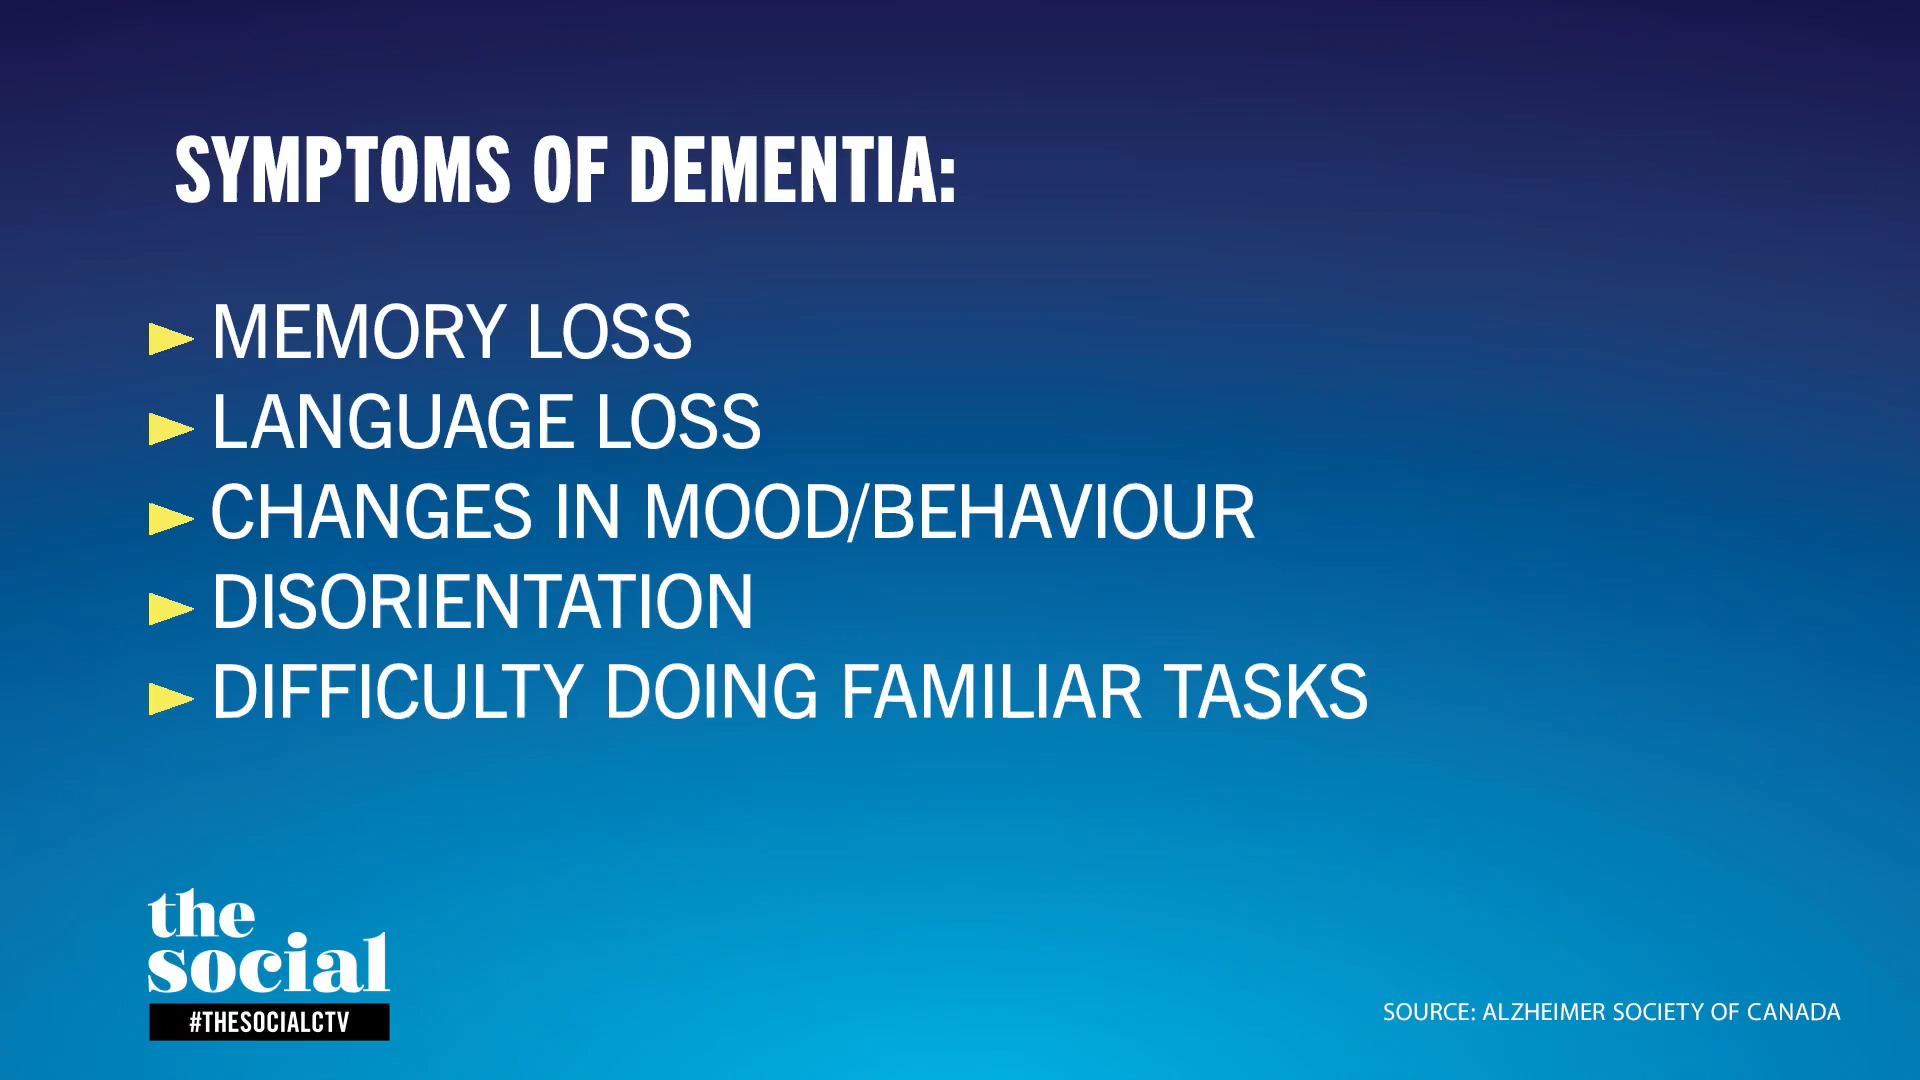 SYMPTOMS OF DEMENTIA:
MEMORY LOSS
LANGUAGE LOSS
CHANGES IN MOOD/BEHAVIOUR
DISORIENTATION
DIFFICULTY DOING FAMILIAR TASKS
the
social
#THESOCIALCTV
SOURCE: ALZHEIMER SOCIETY OF CANADA